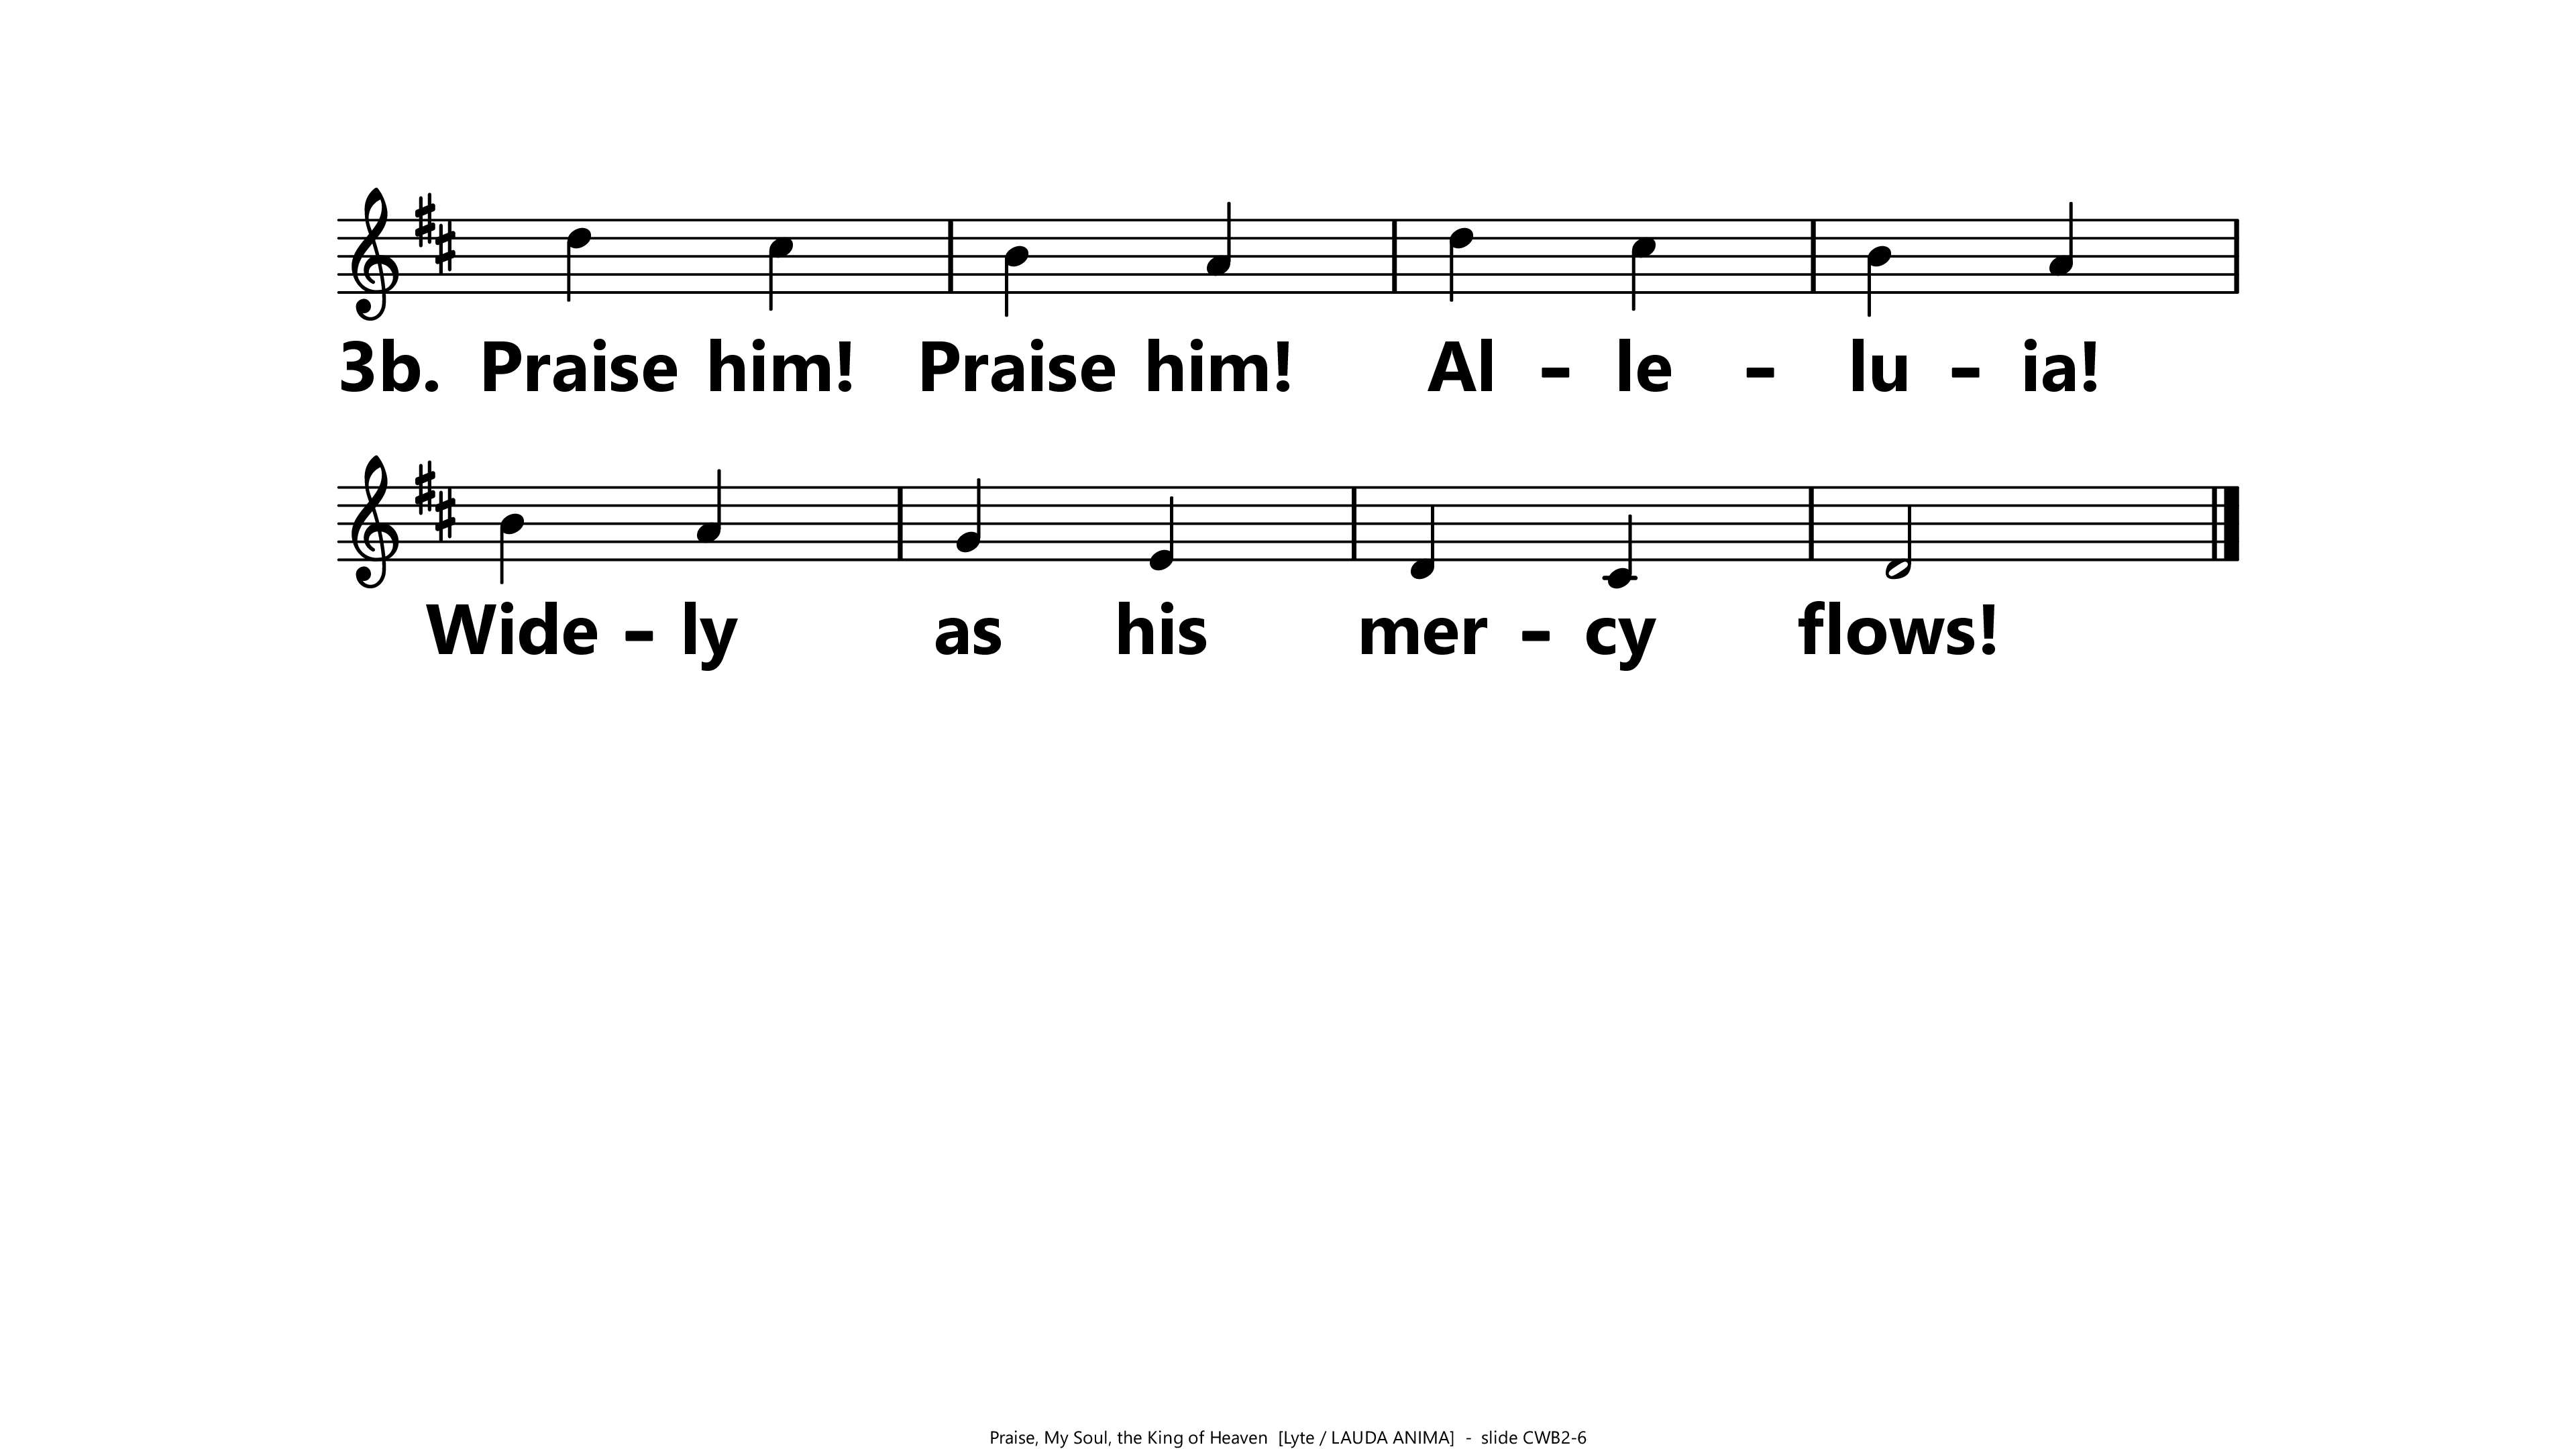 3b. Praise him! Praise him! Al - le - lu - ia!
Wide - ly as his mer - cy flows!
Praise, My Soul, the King of Heaven [Lyte / LAUDA ANIMA] - slide CWB2-6